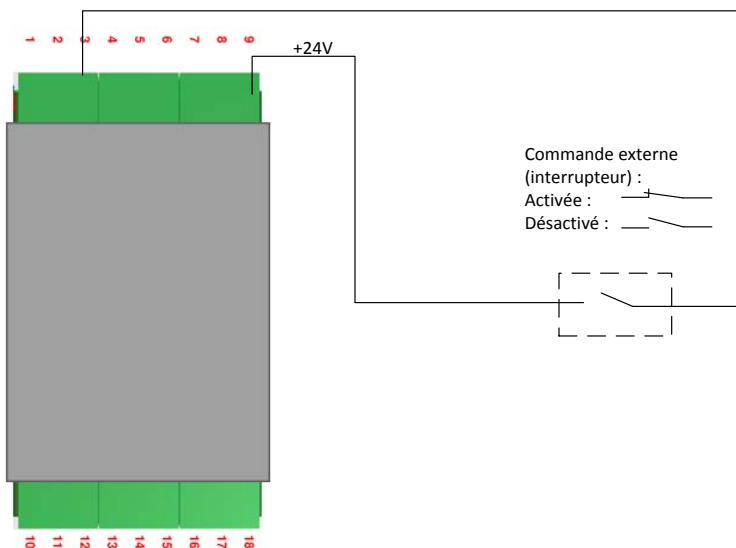 1 2 3 4 5 6 7 8 9
+24V
Commande externe
(interrupteur) :
Activée :
Désactivé :
10 11 12 13 14 15 16 17 18